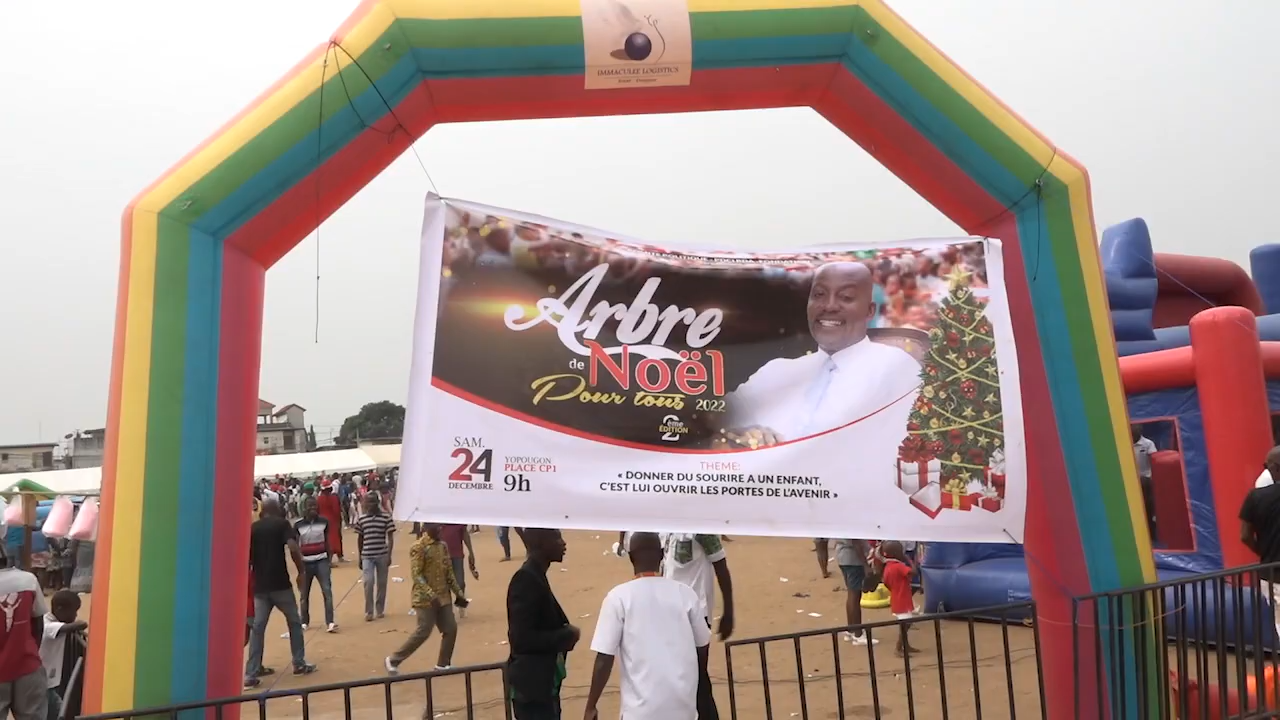 IMMACULEE LOGISTICS
Arbre
de Noël
Pour tous 2022
2ème
EDITION
SAM.
24
DECEMBRE
YOPOUGON
PLACE CP1
9h
THEME:
« DONNER DU SOURIRE A UN ENFANT,
C'EST LUI OUVRIR LES PORTES DE L'AVENIR »